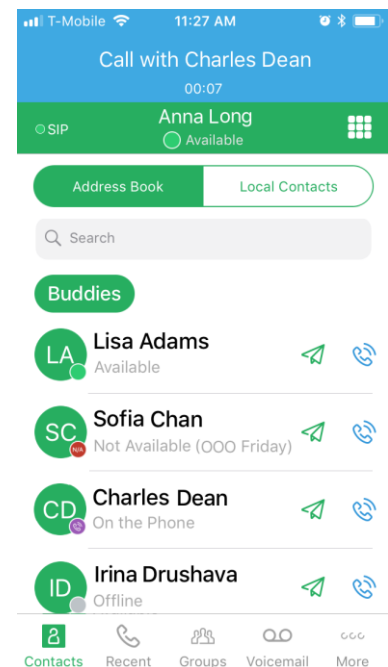 T-Mobile 11:27 AM
Call with Charles Dean
00:07
SIP
Anna Long
Available
Address Book Local Contacts
Search
Buddies
LA
Lisa Adams
Available
SC
N/A
Sofia Chan
Not Available (OOO Friday)
CD
Charles Dean
On the Phone
ID
Irina Drushava
Offline
Contacts Recent Groups Voicemail More